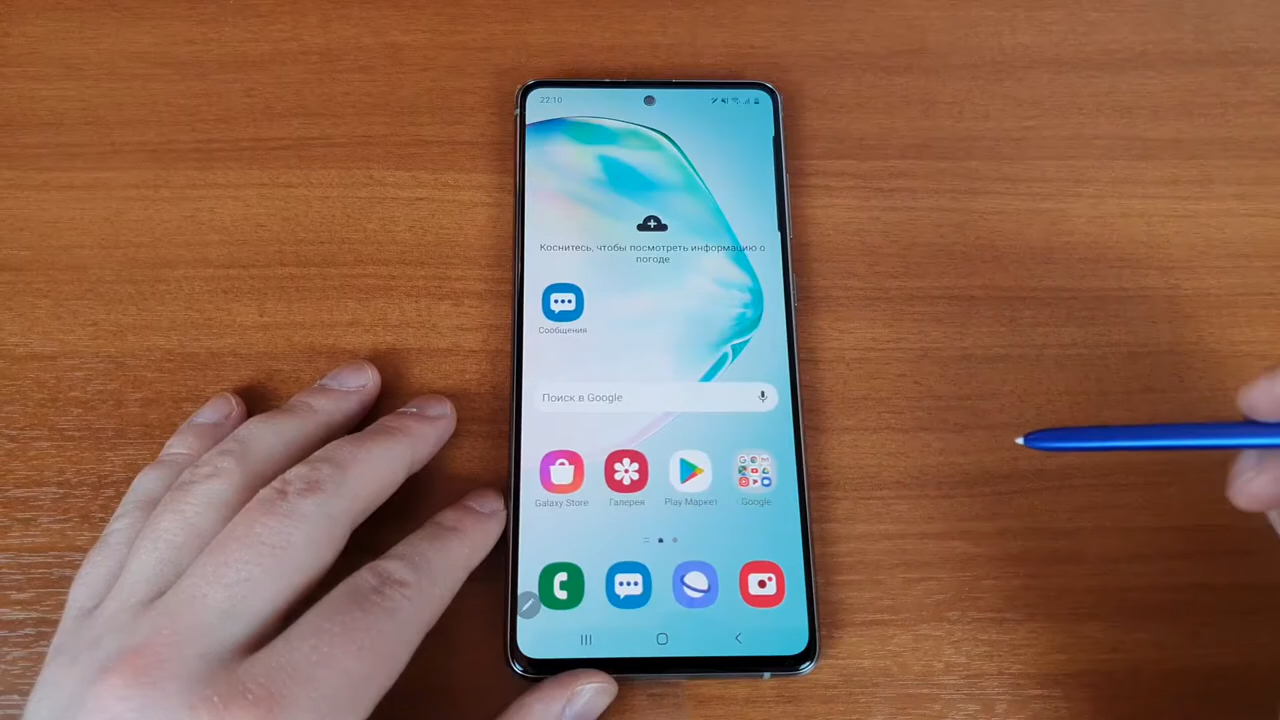 22:10
Коснитесь, чтобы посмотреть информацию о
погоде
Сообщения
Поиск в Google
Galaxy Store
Галерея
Play Маркет
Google